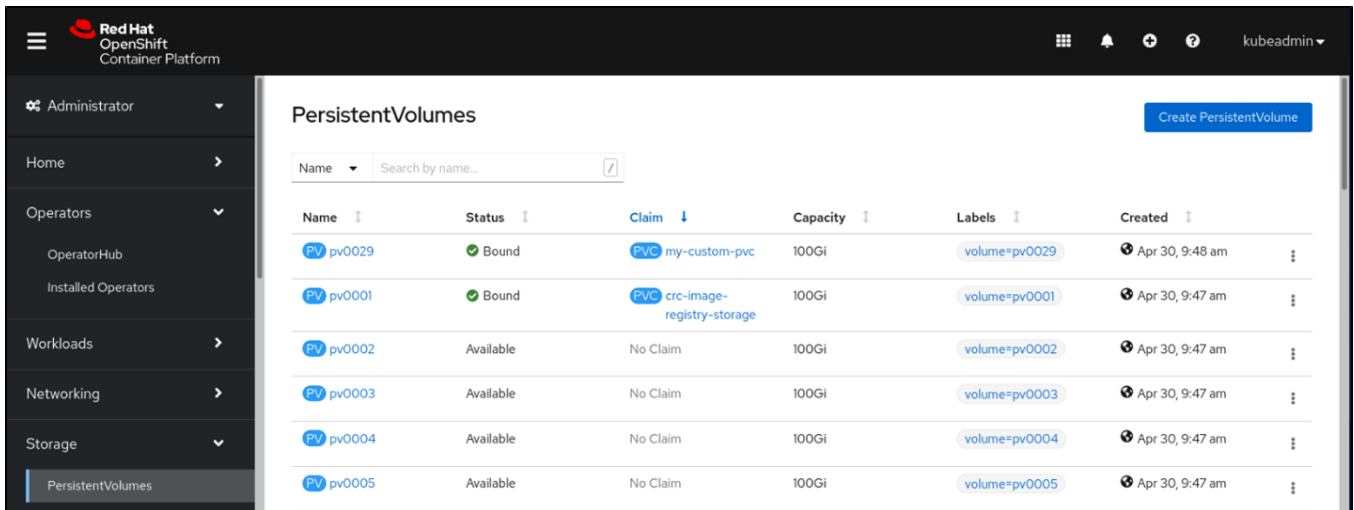 Red Hat
OpenShift
Container Platform
kubeadmin
Administrator
Home
Operators
OperatorHub
Installed Operators
Workloads
Networking
Storage
PersistentVolumes
PersistentVolumes
Create PersistentVolume
Name Search by name... /
Name Status Claim Capacity Labels Created
PV pv0029 Bound PVC my-custom-pvc 100Gi volume=pv0029 Apr 30, 9:48 am
PV pv0001 Bound PVC crc-image- 100Gi volume=pv0001 Apr 30, 9:47 am
registry-storage
PV pv0002 Available No Claim 100Gi volume=pv0002 Apr 30, 9:47 am
PV pv0003 Available No Claim 100Gi volume=pv0003 Apr 30, 9:47 am
PV pv0004 Available No Claim 100Gi volume=pv0004 Apr 30, 9:47 am
PV pv0005 Available No Claim 100Gi volume=pv0005 Apr 30, 9:47 am